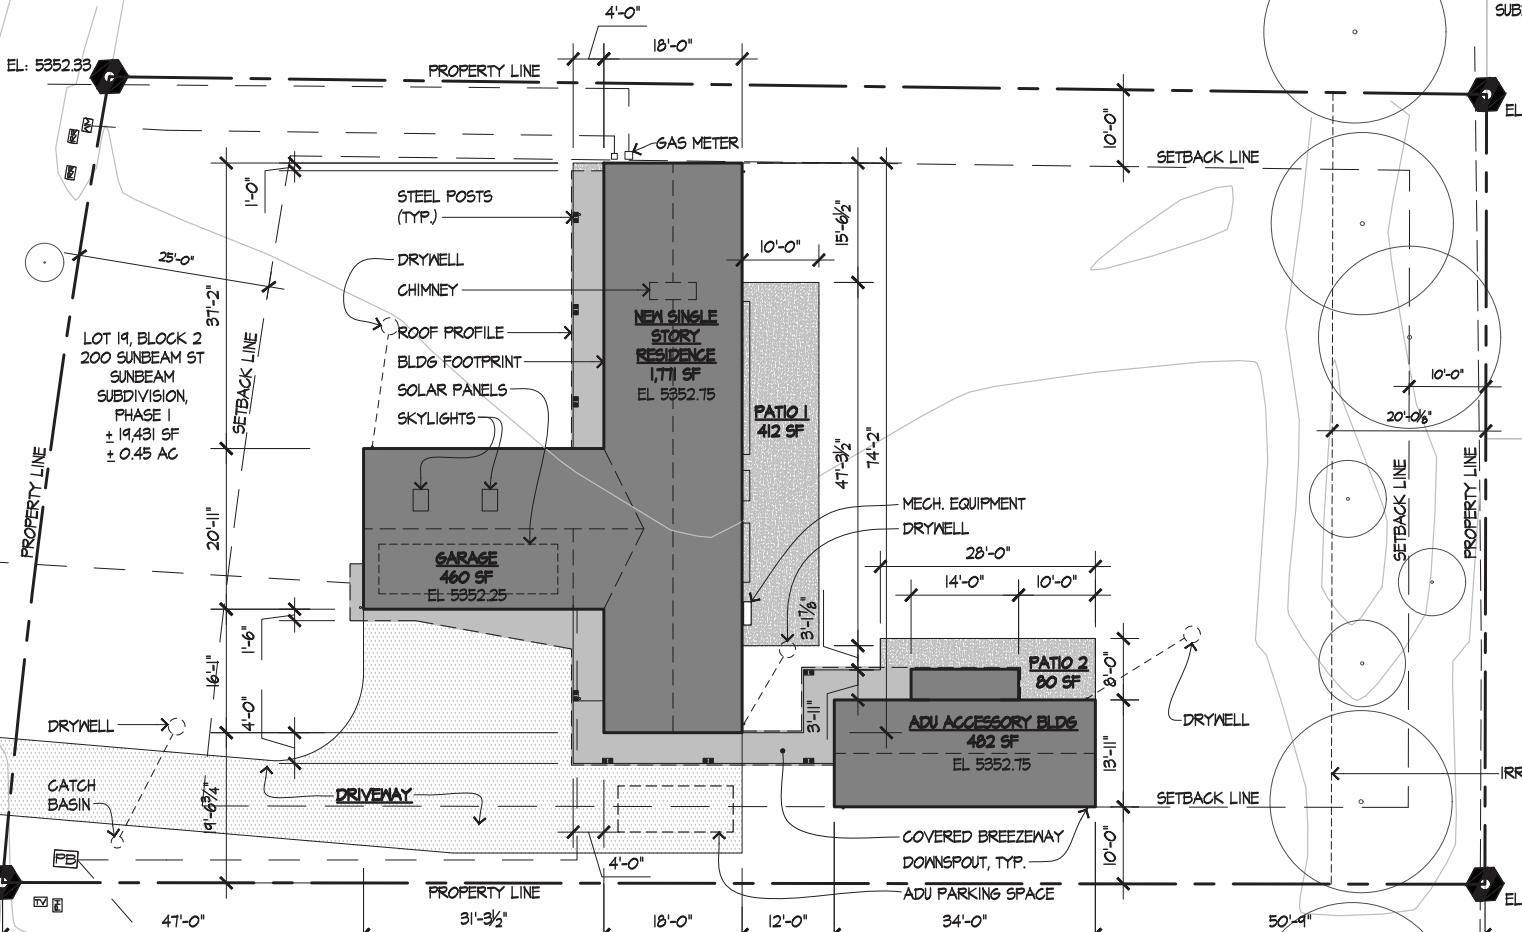 4'-0"
SUB
18'-0"
EL: 5352.33
PROPERTY LINE
EL
10'-0"
GAS METER
SETBACK LINE
1'-0"
STEEL POSTS
(TYP.)
15'-6½"
10'-0"
25'-0"
DRYWELL
CHIMNEY
37'-2"
NEW SINGLE
STORY
RESIDENCE
1,771 SF
EL 5352.75
ROOF PROFILE
BLDG FOOTPRINT
SOLAR PANELS
SKYLIGHTS
LOT 19, BLOCK 2
200 SUNBEAM ST
SUNBEAM
SUBDIVISION,
PHASE 1
± 19,431 SF
± 0.45 AC
SETBACK LINE
PROPERTY LINE
PATIO 1
412 SF
47'-3½"
74'-2"
10'-0"
20'-0⅛"
SETBACK LINE
PROPERTY LINE
MECH. EQUIPMENT
DRYWELL
20'-11"
GARAGE
460 SF
EL 5352.25
28'-0"
14'-0"
10'-0"
3'-1⅞"
1'-6"
16'-1"
4'-0"
PATIO 2
80 SF
8'-0"
3'-11"
DRYWELL
DRYWELL
ADU ACCESSORY BLDG
482 SF
EL 5352.75
13'-11"
CATCH
BASIN
DRIVEWAY
9'-6¾"
SETBACK LINE
IRR
COVERED BREEZEWAY
DOWNSPOUT, TYP.
10'-0"
PB
4'-0"
PROPERTY LINE
ADU PARKING SPACE
TV
EL
47'-0"
31'-3½"
18'-0"
12'-0"
34'-0"
50'-9"